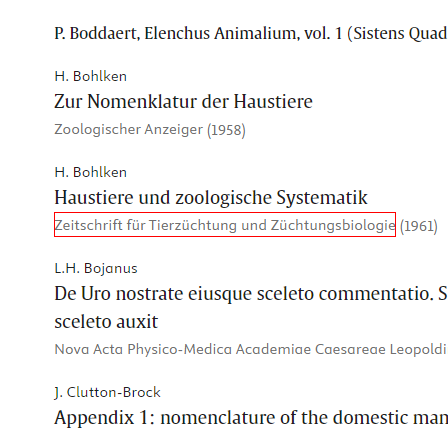 P. Boddaert, Elenchus Animalium, vol. 1 (Sistens Quad
H. Bohlken
Zur Nomenklatur der Haustiere
Zoologischer Anzeiger (1958)
H. Bohlken
Haustiere und zoologische Systematik
Zeitschrift für Tierzüchtung und Züchtungsbiologie (1961)
L.H. Bojanus
De Uro nostrate eiusque sceleto commentatio. S
sceleto auxit
Nova Acta Physico-Medica Academiae Caesareae Leopoldi
J. Clutton-Brock
Appendix 1: nomenclature of the domestic man